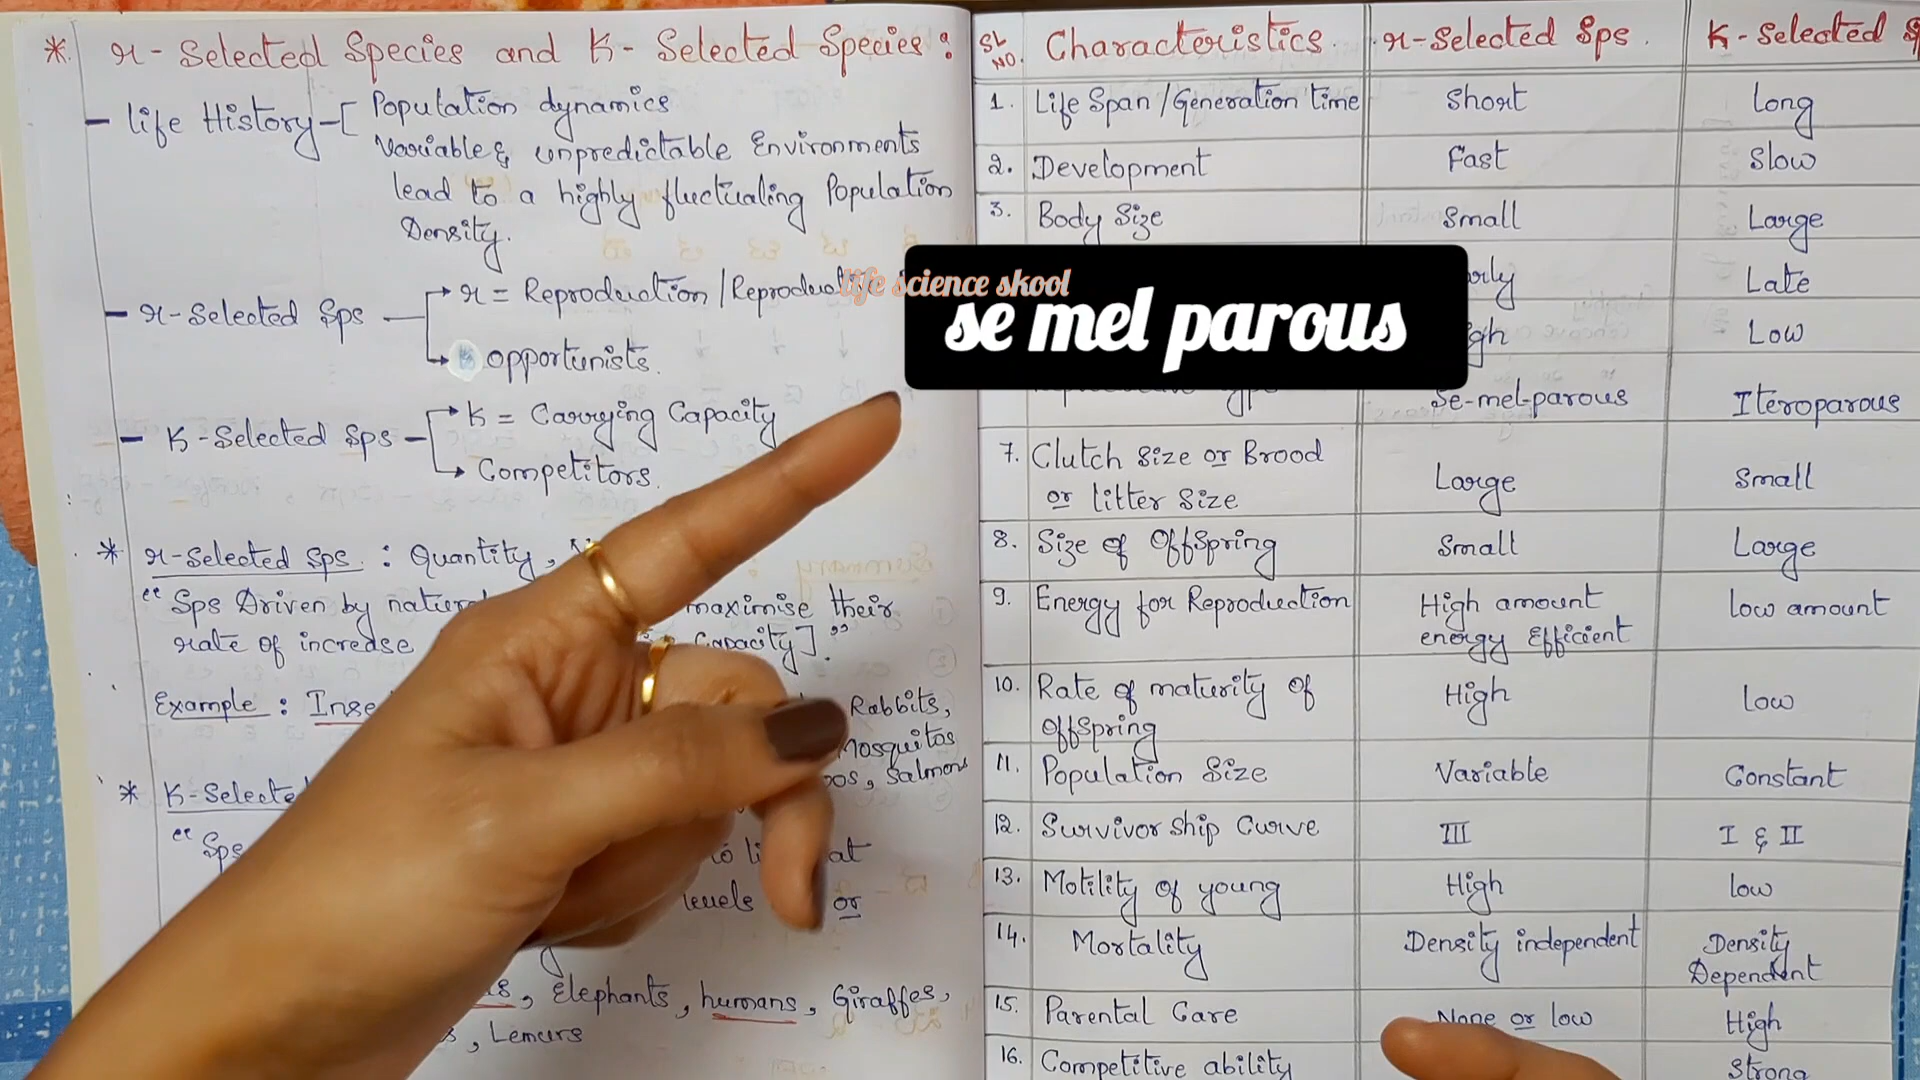 * r-Selected Species and K-Selected Species:
- life History-[ Population dynamics
Variable & unpredictable Environments
lead to a highly fluctuating Population
Density.
- r-Selected Sps
r = Reproduction /
opportunists.
- K-Selected Sps
K = Carrying Capacity
Competitors.
* r-Selected Sps. : Quantity,
"Sps Driven by maximise their
rate of increase Capacity]".
Example : Rabbits,
Mosquitos
Salmons
* 
"Sps at
levels or
Elephants, humans, Giraffes,
, Lemurs
life science skool
se mel parous
SL NO. Characteristics. r-Selected Sps. K-Selected
1. Life Span/Generation time Short Long
2. Development Fast Slow
3. Body Size Small Large
Late
Low
Se-mel-parous Iteroparous
7. Clutch Size or Brood
or litter Size Large Small
8. Size of Offspring Small Large
9. Energy for Reproduction High amount low amount
energy Efficient
10. Rate of maturity of High low
Offspring
11. Population Size Variable Constant
12. Survivor Ship Curve III I & II
13. Motility of young High low
14. Mortality Density independent Density
Dependent
15. Parental Care None or low High
16. Competitive ability Strong